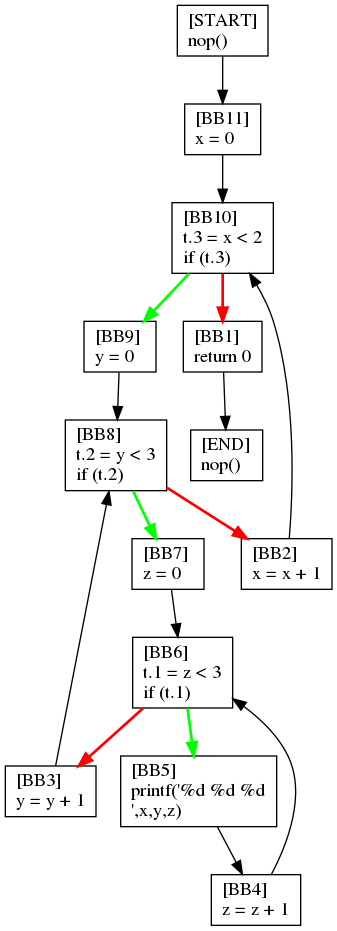 [START]
nop()
[BB11]
x = 0
[BB10]
t.3 = x < 2
if (t.3)
[BB9]
y = 0
[BB1]
return 0
[BB8]
t.2 = y < 3
if (t.2)
[END]
nop()
[BB7]
z = 0
[BB2]
x = x + 1
[BB6]
t.1 = z < 3
if (t.1)
[BB3]
y = y + 1
[BB5]
printf('%d %d %d
',x,y,z)
[BB4]
z = z + 1